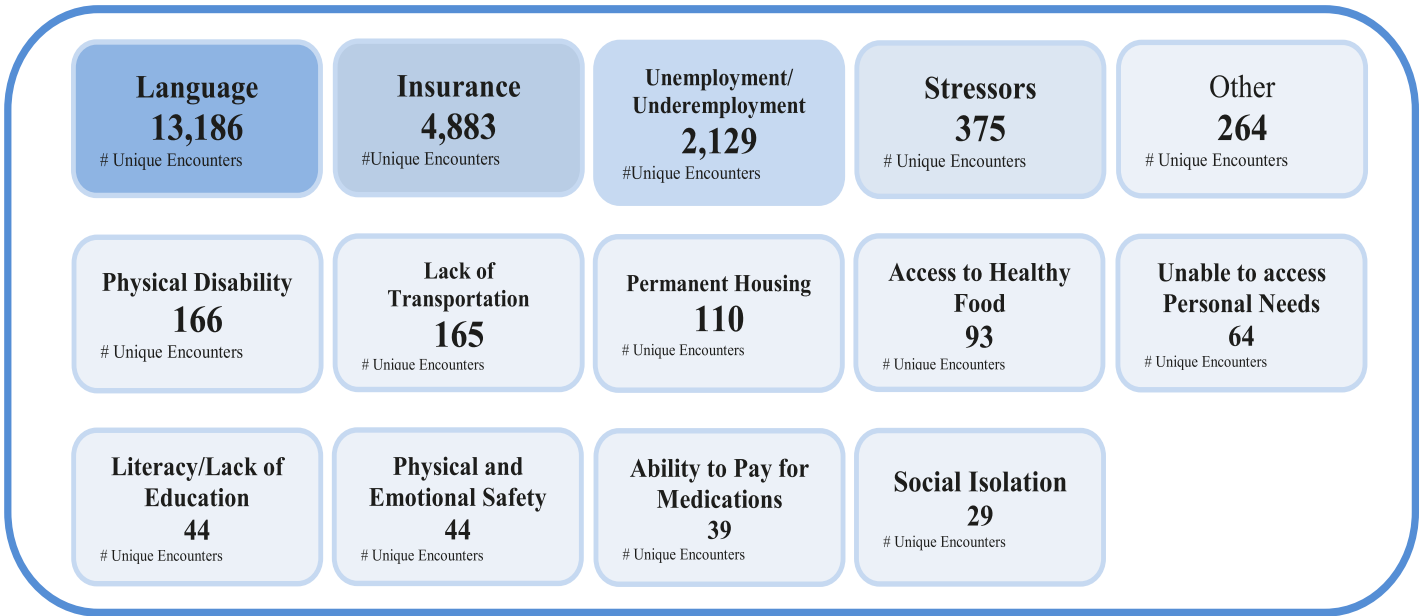 Language
13,186
# Unique Encounters
Insurance
4,883
#Unique Encounters
Unemployment/
Underemployment
2,129
#Unique Encounters
Stressors
375
# Unique Encounters
Other
264
# Unique Encounters
Physical Disability
166
# Unique Encounters
Lack of
Transportation
165
# Unique Encounters
Permanent Housing
110
# Unique Encounters
Access to Healthy
Food
93
# Unique Encounters
Unable to access
Personal Needs
64
# Unique Encounters
Literacy/Lack of
Education
44
# Unique Encounters
Physical and
Emotional Safety
44
# Unique Encounters
Ability to Pay for
Medications
39
# Unique Encounters
Social Isolation
29
# Unique Encounters